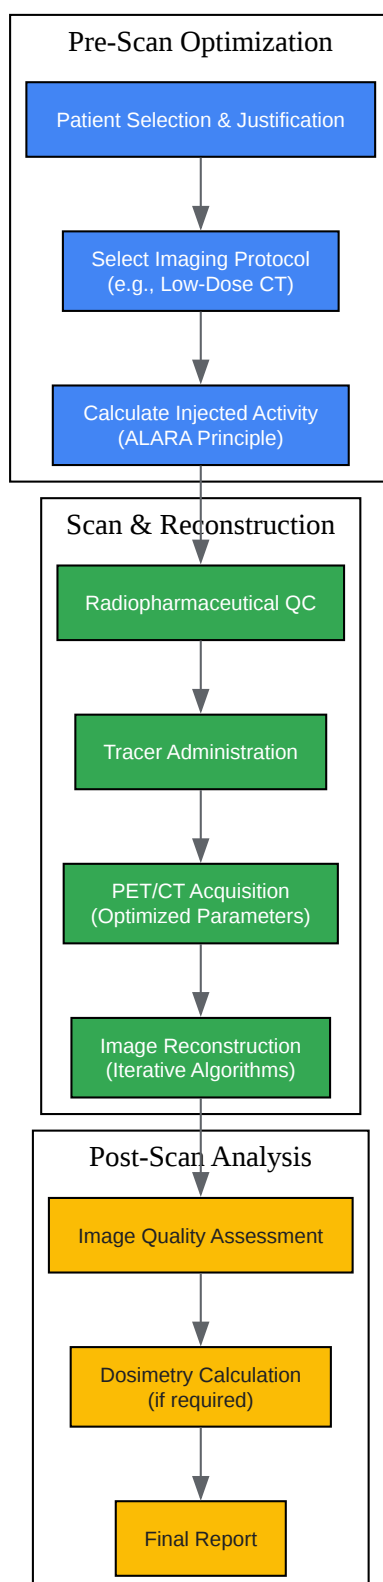 Pre-Scan Optimization
Patient Selection & Justification
Select Imaging Protocol
(e.g., Low-Dose CT)
Calculate Injected Activity
(ALARA Principle)
Scan & Reconstruction
Radiopharmaceutical QC
Tracer Administration
PET/CT Acquisition
(Optimized Parameters)
Image Reconstruction
(Iterative Algorithms)
Post-Scan Analysis
Image Quality Assessment
Dosimetry Calculation
(if required)
Final Report